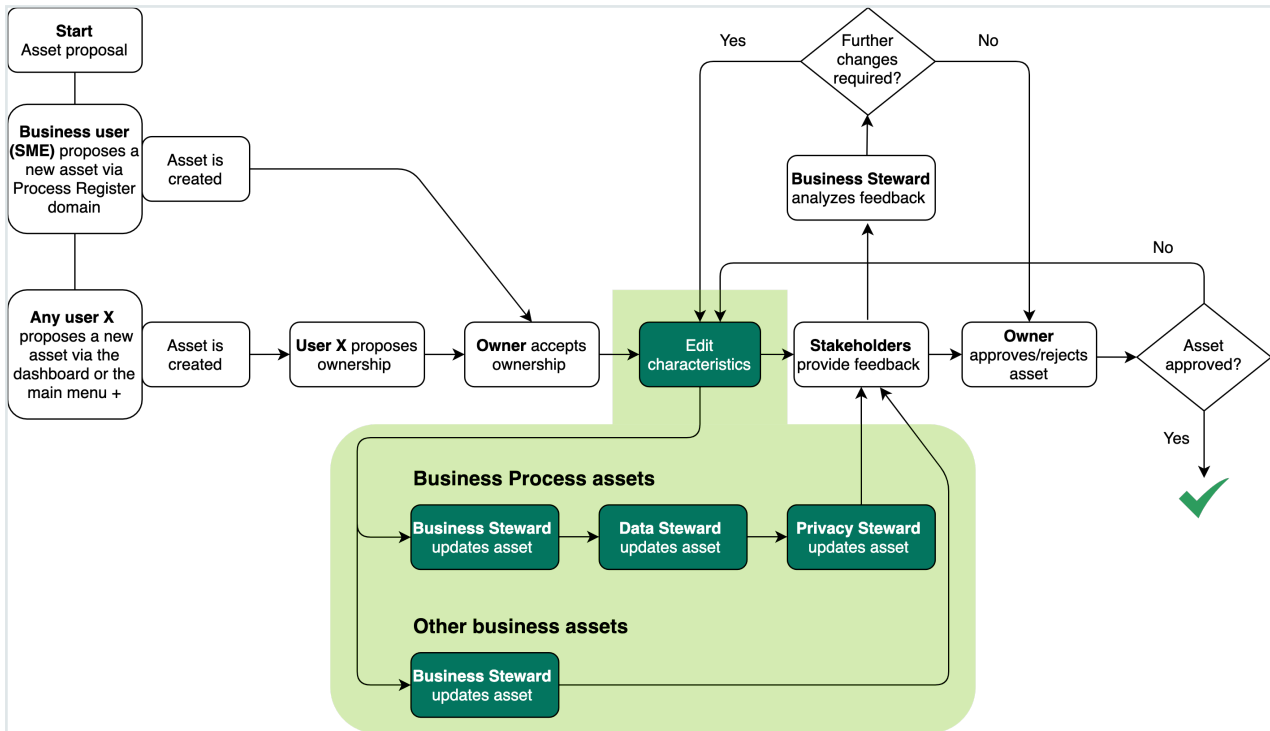 Start
Asset proposal
Business user
(SME) proposes a
new asset via
Process Register
domain
Asset is
created
Any user X
proposes a new
asset via the
dashboard or the
main menu +
Asset is
created
User X proposes
ownership
Owner accepts
ownership
Edit
characteristics
Stakeholders
provide feedback
Business Steward
analyzes feedback
Further
changes
required?
Yes
No
Owner
approves/rejects
asset
Asset
approved?
No
Yes
Business Process assets
Business Steward
updates asset
Data Steward
updates asset
Privacy Steward
updates asset
Other business assets
Business Steward
updates asset